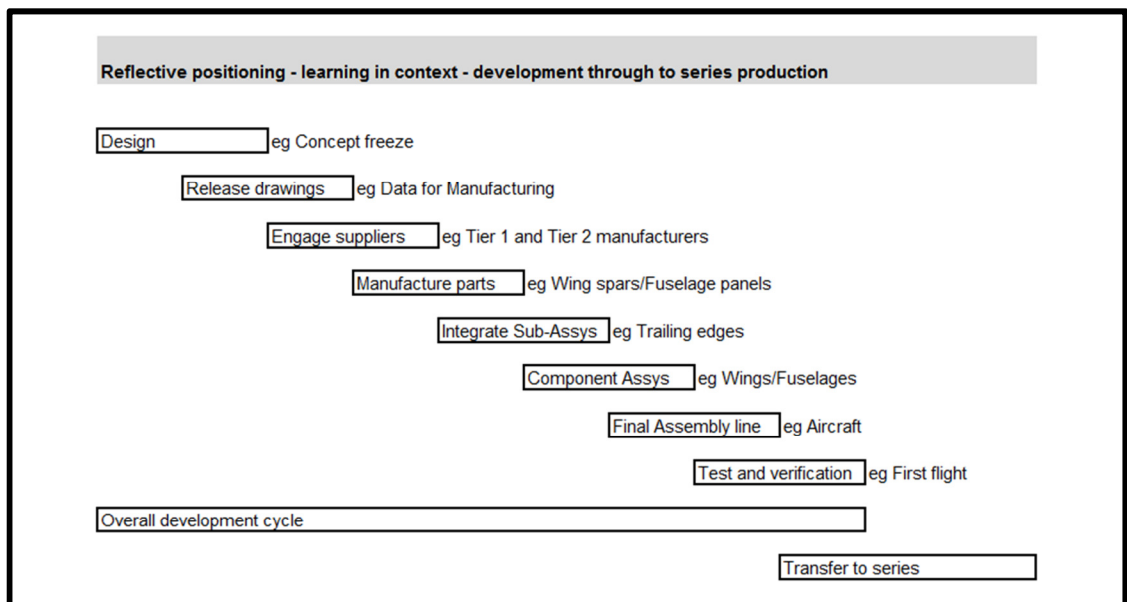 Reflective positioning - learning in context - development through to series production
Design eg Concept freeze
Release drawings eg Data for Manufacturing
Engage suppliers eg Tier 1 and Tier 2 manufacturers
Manufacture parts eg Wing spars/Fuselage panels
Integrate Sub-Assys eg Trailing edges
Component Assys eg Wings/Fuselages
Final Assembly line eg Aircraft
Test and verification eg First flight
Overall development cycle
Transfer to series